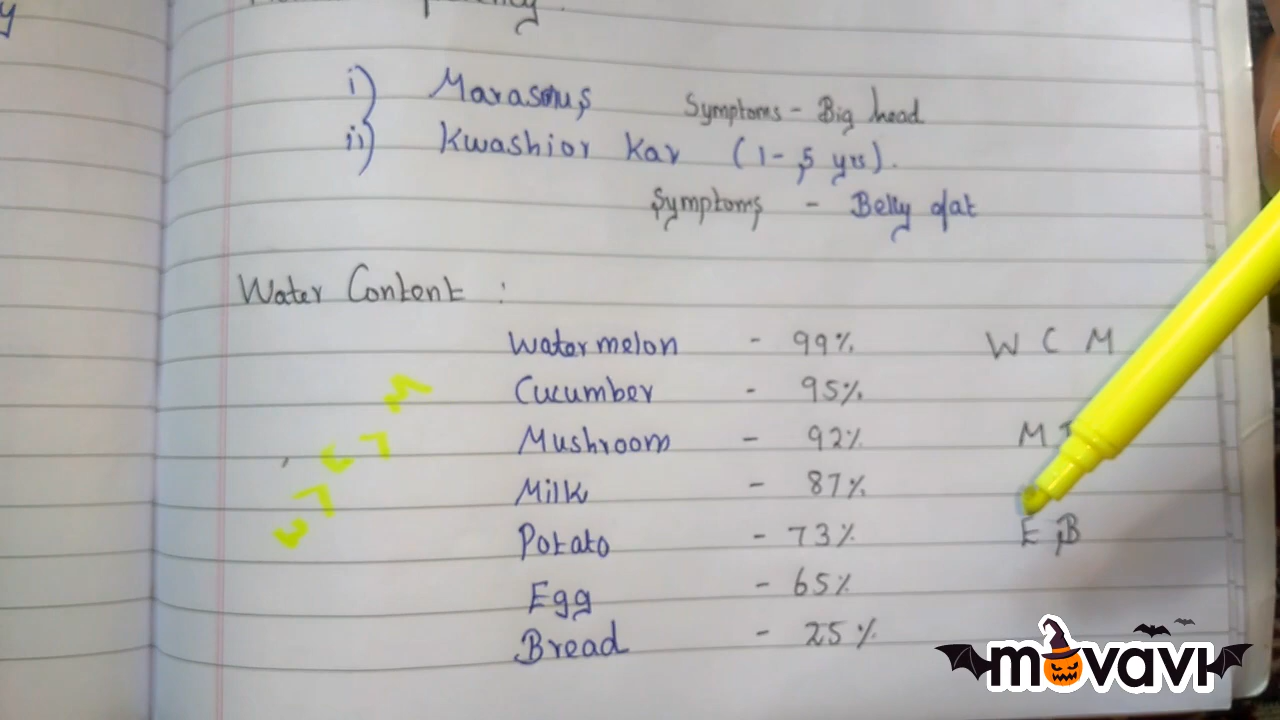 i) Marasmus Symptoms - Big head
ii) Kwashior kar (1-5 yrs).
Symptoms - Belly fat
Water Content :
Watermelon - 99% W C M
Cucumber - 95%
Mushroom - 92% M
Milk - 87%
Potato - 73% E B
Egg - 65%
Bread - 25%
movavi